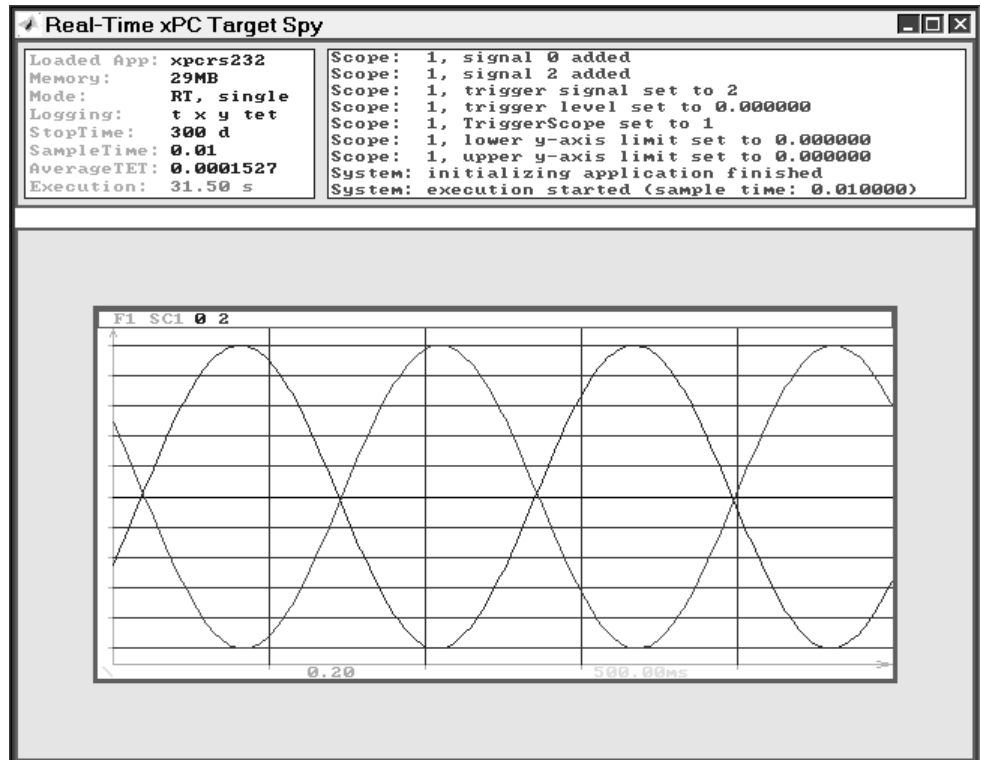 Real-Time xPC Target Spy
Loaded App: xpcrs232
Memory: 29MB
Mode: RT, single
Logging: t x y tet
StopTime: 300 d
SampleTime: 0.01
AverageTET: 0.0001527
Execution: 31.50 s
Scope: 1, signal 0 added
Scope: 1, signal 2 added
Scope: 1, trigger signal set to 2
Scope: 1, trigger level set to 0.000000
Scope: 1, TriggerScope set to 1
Scope: 1, lower y-axis limit set to 0.000000
Scope: 1, upper y-axis limit set to 0.000000
System: initializing application finished
System: execution started (sample time: 0.010000)
F1 SC1 0 2
0.20 500.00ms